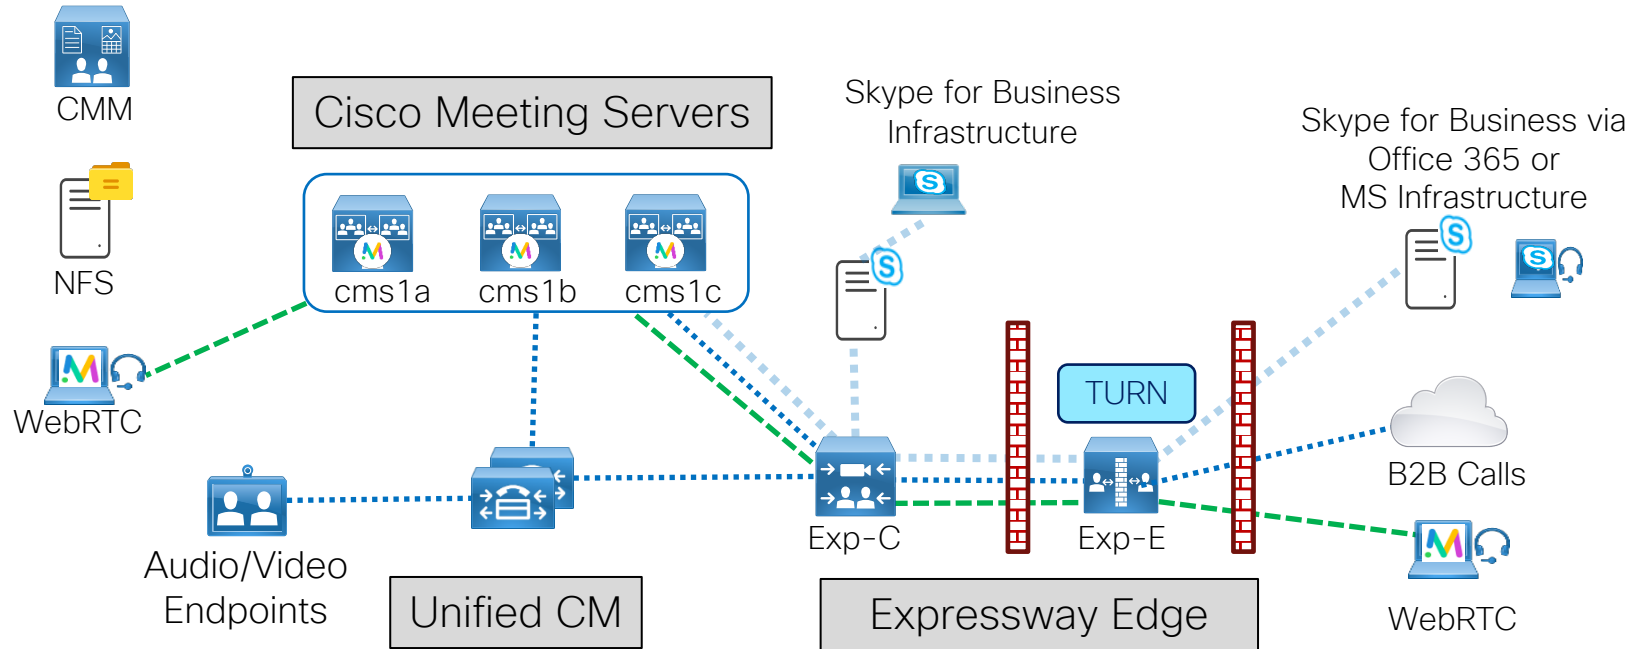 CMM
Cisco Meeting Servers
Skype for Business
Infrastructure
Skype for Business via
Office 365 or
MS Infrastructure
NFS
cms1a
cms1b
cms1c
WebRTC
TURN
B2B Calls
Exp-C
Exp-E
Audio/Video
Endpoints
Unified CM
Expressway Edge
WebRTC